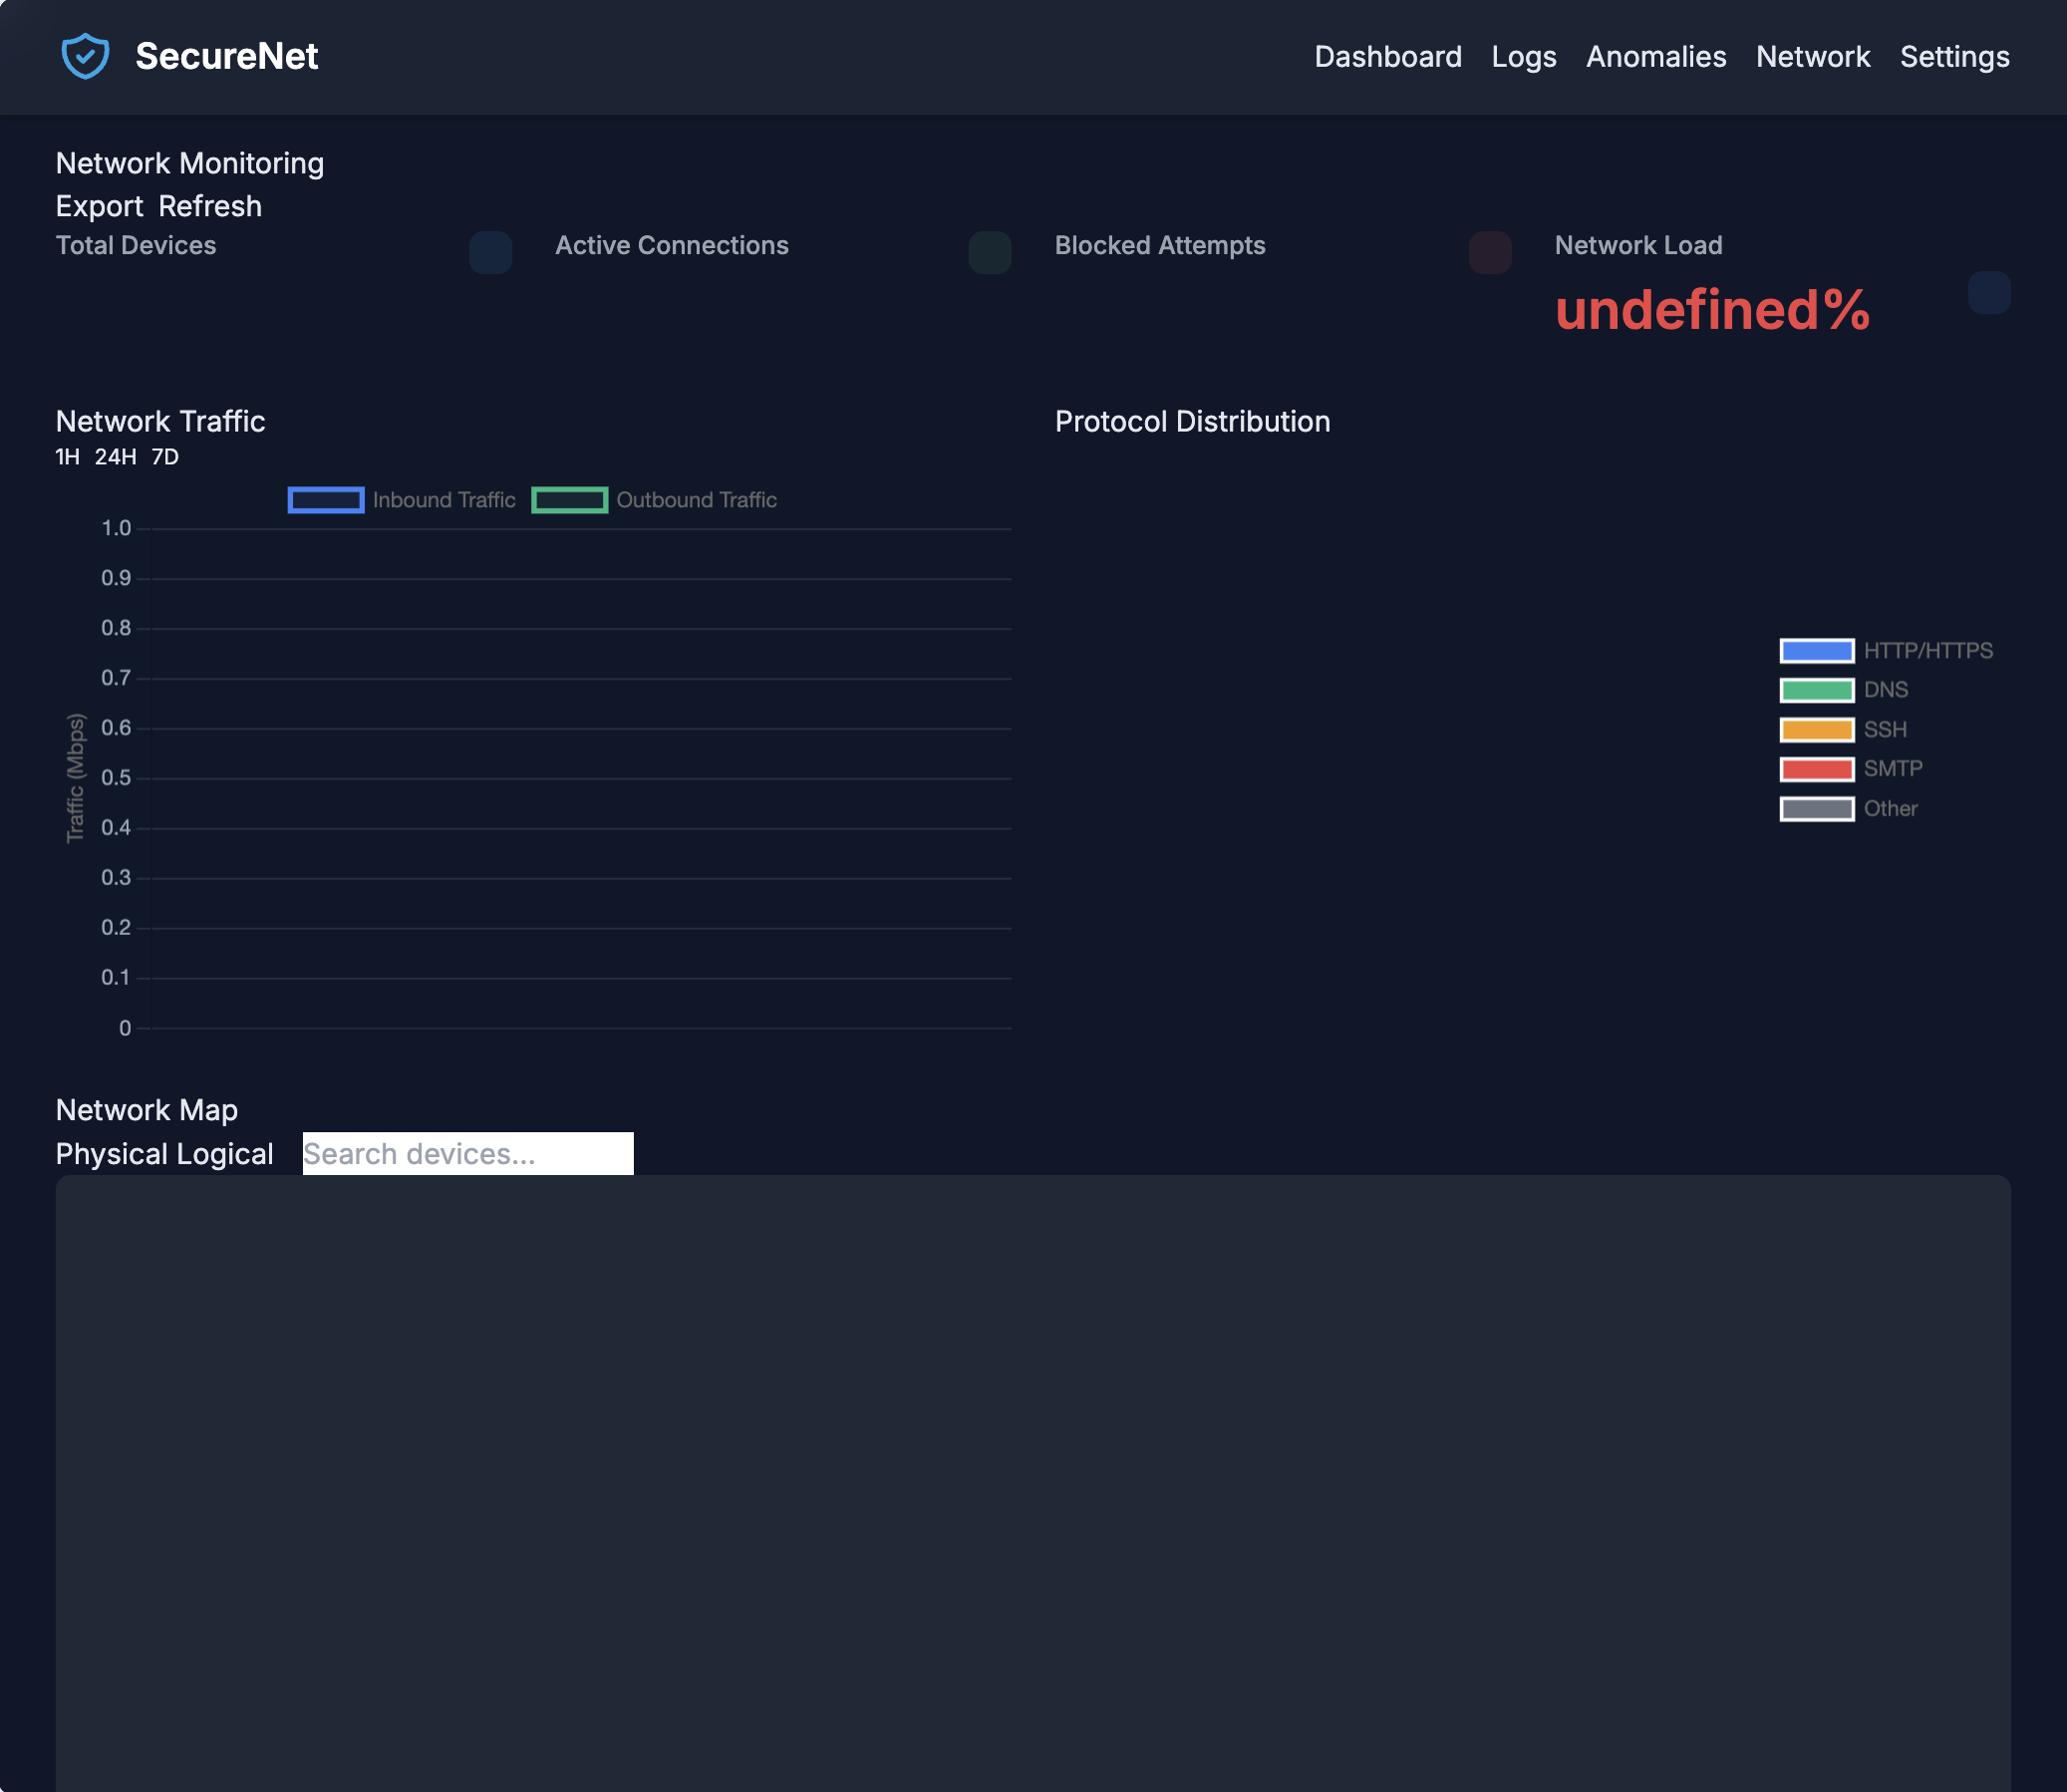 SecureNet
Dashboard Logs Anomalies Network Settings
Network Monitoring
Export Refresh
Total Devices
Active Connections
Blocked Attempts
Network Load
undefined%
Network Traffic
1H 24H 7D
Inbound Traffic Outbound Traffic
Traffic (Mbps)
1.0
0.9
0.8
0.7
0.6
0.5
0.4
0.3
0.2
0.1
0
Protocol Distribution
HTTP/HTTPS
DNS
SSH
SMTP
Other
Network Map
Physical Logical Search devices...